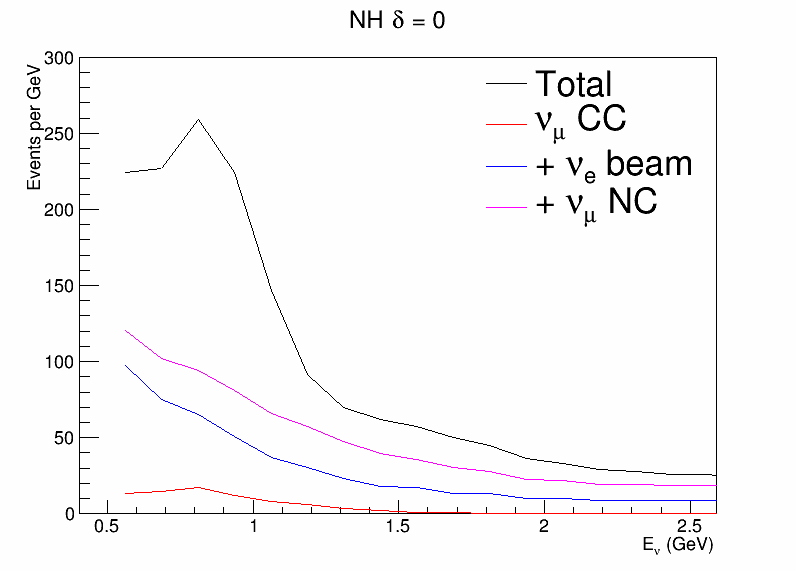 NH δ = 0
Events per GeV
300
250
200
150
100
50
0
Total
νμ CC
+ νe beam
+ νμ NC
0.5 1 1.5 2 2.5
Eν (GeV)